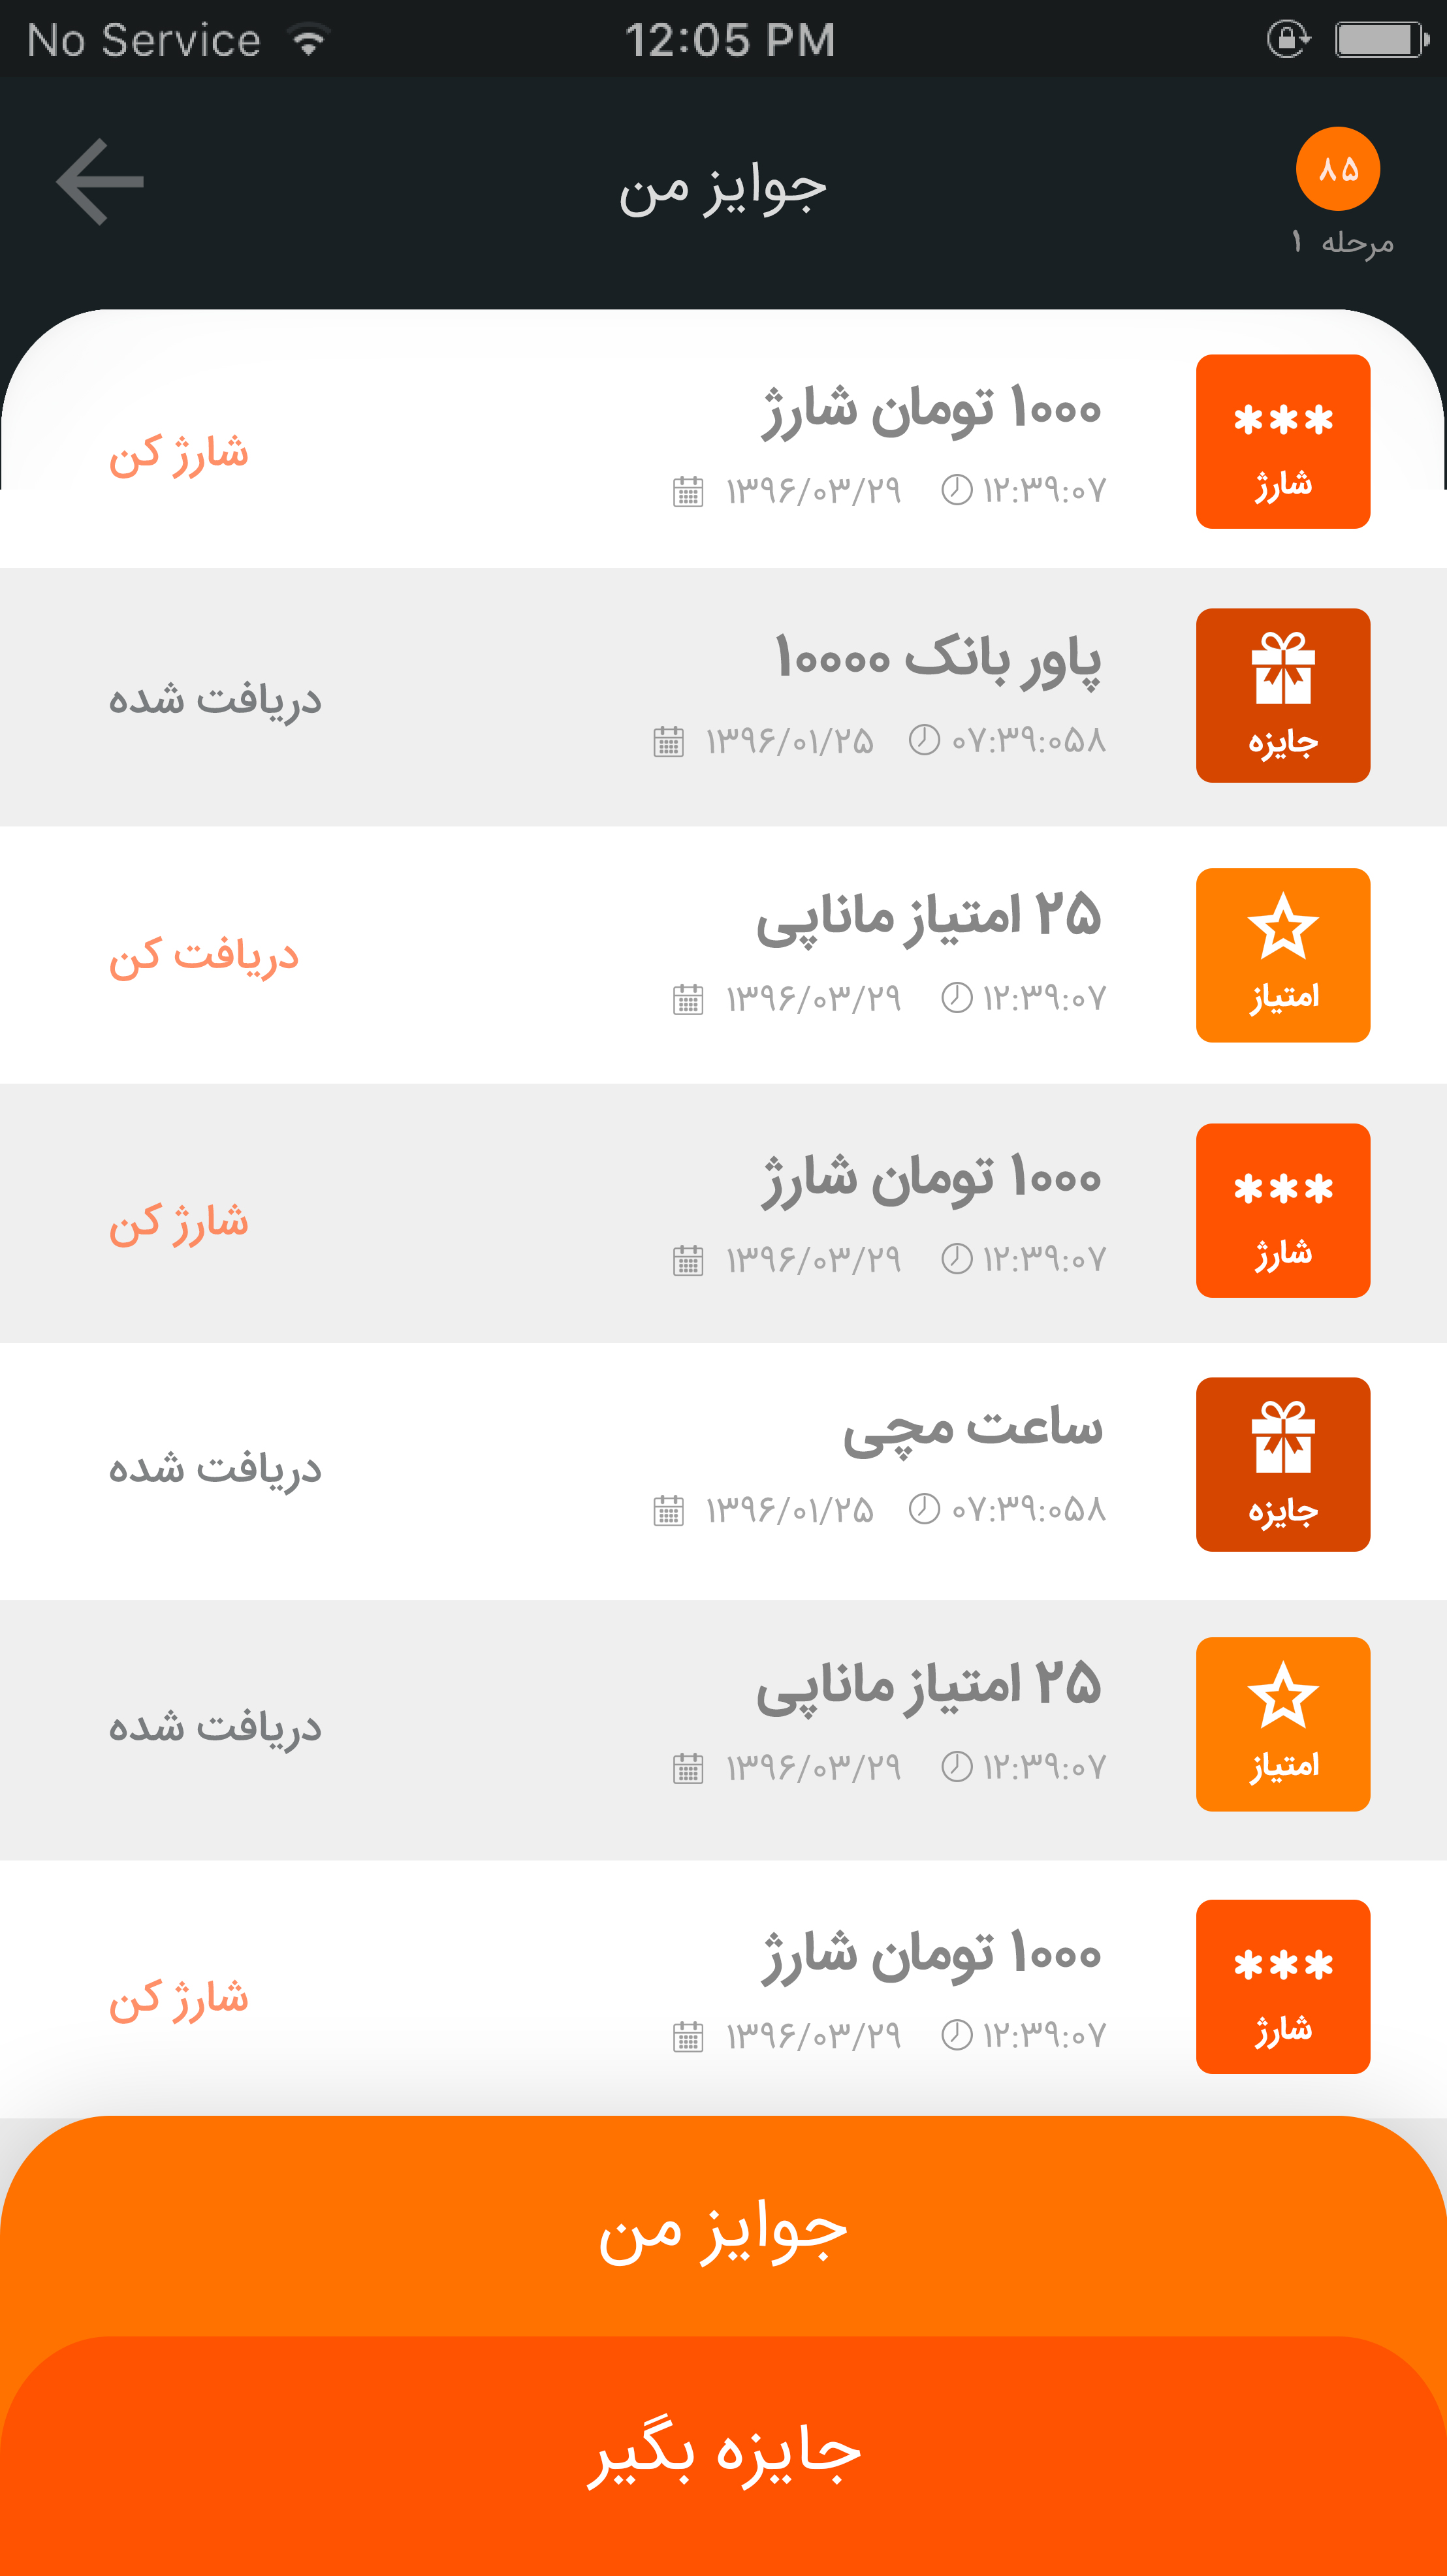 No Service 12:05 PM
۸۵
مرحله ۱
جوایز من
۱۰۰۰ تومان شارژ
۱۲:۳۹:۰۷ ۱۳۹۶/۰۳/۲۹
***
شارژ
شارژ کن
پاور بانک ۱۰۰۰۰
۰۷:۳۹:۰۵۸ ۱۳۹۶/۰۱/۲۵
جایزه
دریافت شده
۲۵ امتیاز ماناپی
۱۲:۳۹:۰۷ ۱۳۹۶/۰۳/۲۹
امتیاز
دریافت کن
۱۰۰۰ تومان شارژ
۱۲:۳۹:۰۷ ۱۳۹۶/۰۳/۲۹
***
شارژ
شارژ کن
ساعت مچی
۰۷:۳۹:۰۵۸ ۱۳۹۶/۰۱/۲۵
جایزه
دریافت شده
۲۵ امتیاز ماناپی
۱۲:۳۹:۰۷ ۱۳۹۶/۰۳/۲۹
امتیاز
دریافت شده
۱۰۰۰ تومان شارژ
۱۲:۳۹:۰۷ ۱۳۹۶/۰۳/۲۹
***
شارژ
شارژ کن
جوایز من
جایزه بگیر